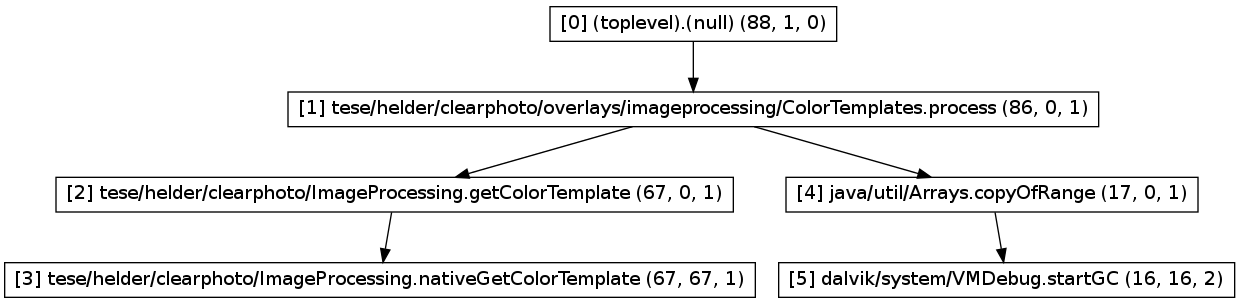 [0] (toplevel).(null) (88, 1, 0)
[1] tese/helder/clearphoto/overlays/imageprocessing/ColorTemplates.process (86, 0, 1)
[2] tese/helder/clearphoto/ImageProcessing.getColorTemplate (67, 0, 1)
[4] java/util/Arrays.copyOfRange (17, 0, 1)
[3] tese/helder/clearphoto/ImageProcessing.nativeGetColorTemplate (67, 67, 1)
[5] dalvik/system/VMDebug.startGC (16, 16, 2)